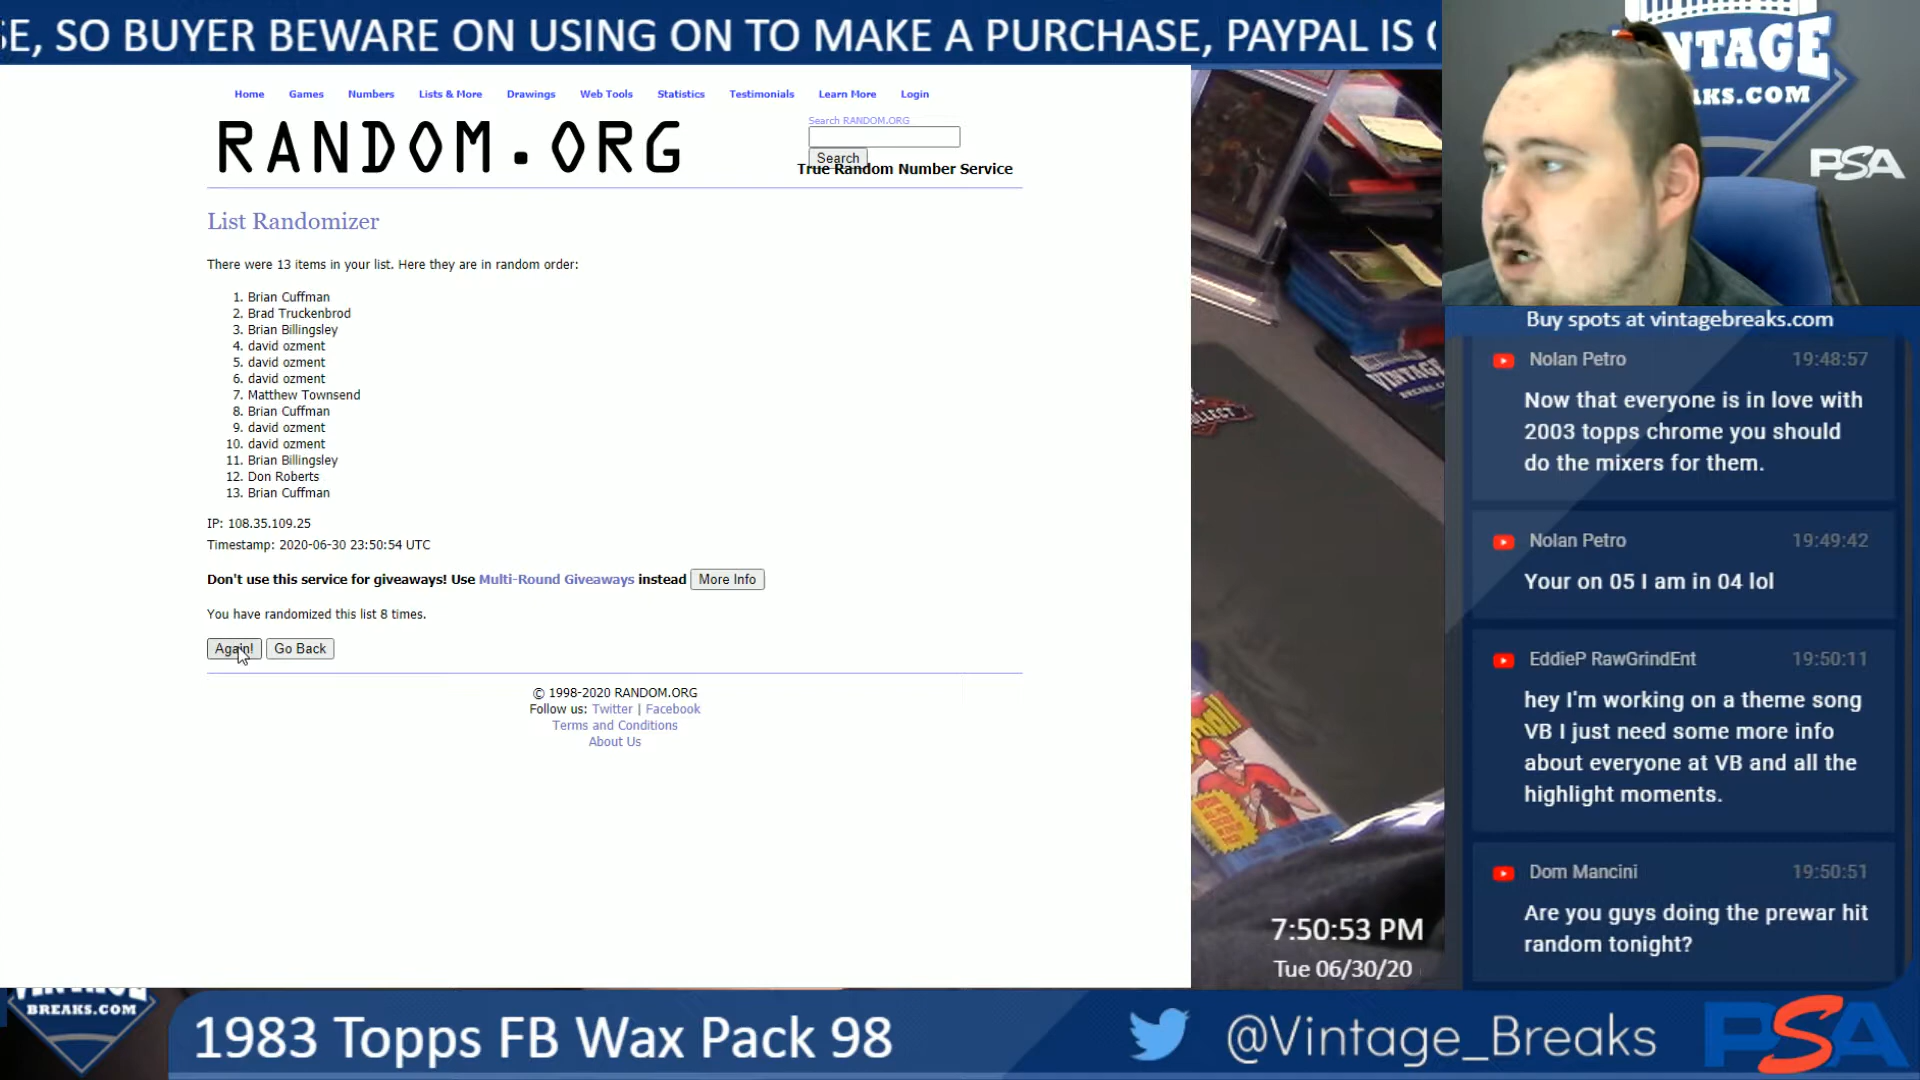 E, SO BUYER BEWARE ON USING ON TO MAKE A PURCHASE, PAYPAL IS
Home Games Numbers Lists & More Drawings Web Tools Statistics Testimonials Learn More Login
RANDOM.ORG
Search RANDOM.ORG
Search
True Random Number Service
List Randomizer
There were 13 items in your list. Here they are in random order:
1. Brian Cuffman
2. Brad Truckenbrod
3. Brian Billingsley
4. david ozment
5. david ozment
6. david ozment
7. Matthew Townsend
8. Brian Cuffman
9. david ozment
10. david ozment
11. Brian Billingsley
12. Don Roberts
13. Brian Cuffman
IP: 108.35.109.25
Timestamp: 2020-06-30 23:50:54 UTC
Don't use this service for giveaways! Use Multi-Round Giveaways instead More Info
You have randomized this list 8 times.
Again! Go Back
© 1998-2020 RANDOM.ORG
Follow us: Twitter | Facebook
Terms and Conditions
About Us
VINTAGE
PSA
Buy spots at vintagebreaks.com
Nolan Petro 19:48:57
Now that everyone is in love with
2003 topps chrome you should
do the mixers for them.
Nolan Petro 19:49:42
Your on 05 I am in 04 lol
EddieP RawGrindEnt 19:50:11
hey I'm working on a theme song
VB I just need some more info
about everyone at VB and all the
highlight moments.
Dom Mancini 19:50:51
Are you guys doing the prewar hit
random tonight?
7:50:53 PM
Tue 06/30/20
VINTAGE
BREAKS.COM
1983 Topps FB Wax Pack 98
@Vintage_Breaks
PSA